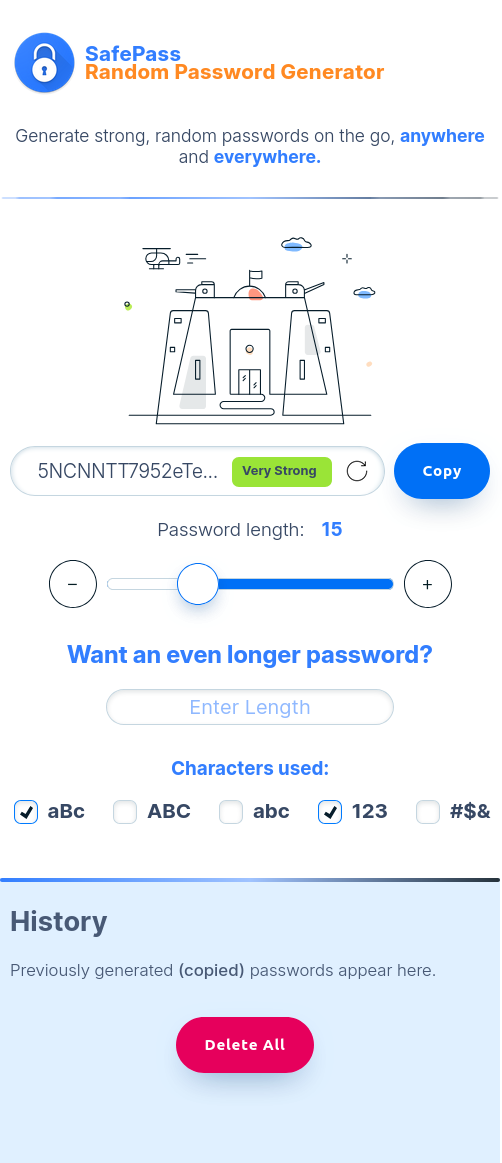 SafePass
Random Password Generator
Generate strong, random passwords on the go, anywhere
and everywhere.
5NCNNTT7952eTe... Very Strong Copy
Password length: 15
− +
Want an even longer password?
Enter Length
Characters used:
aBc ABC abc 123 #$&
History
Previously generated (copied) passwords appear here.
Delete All